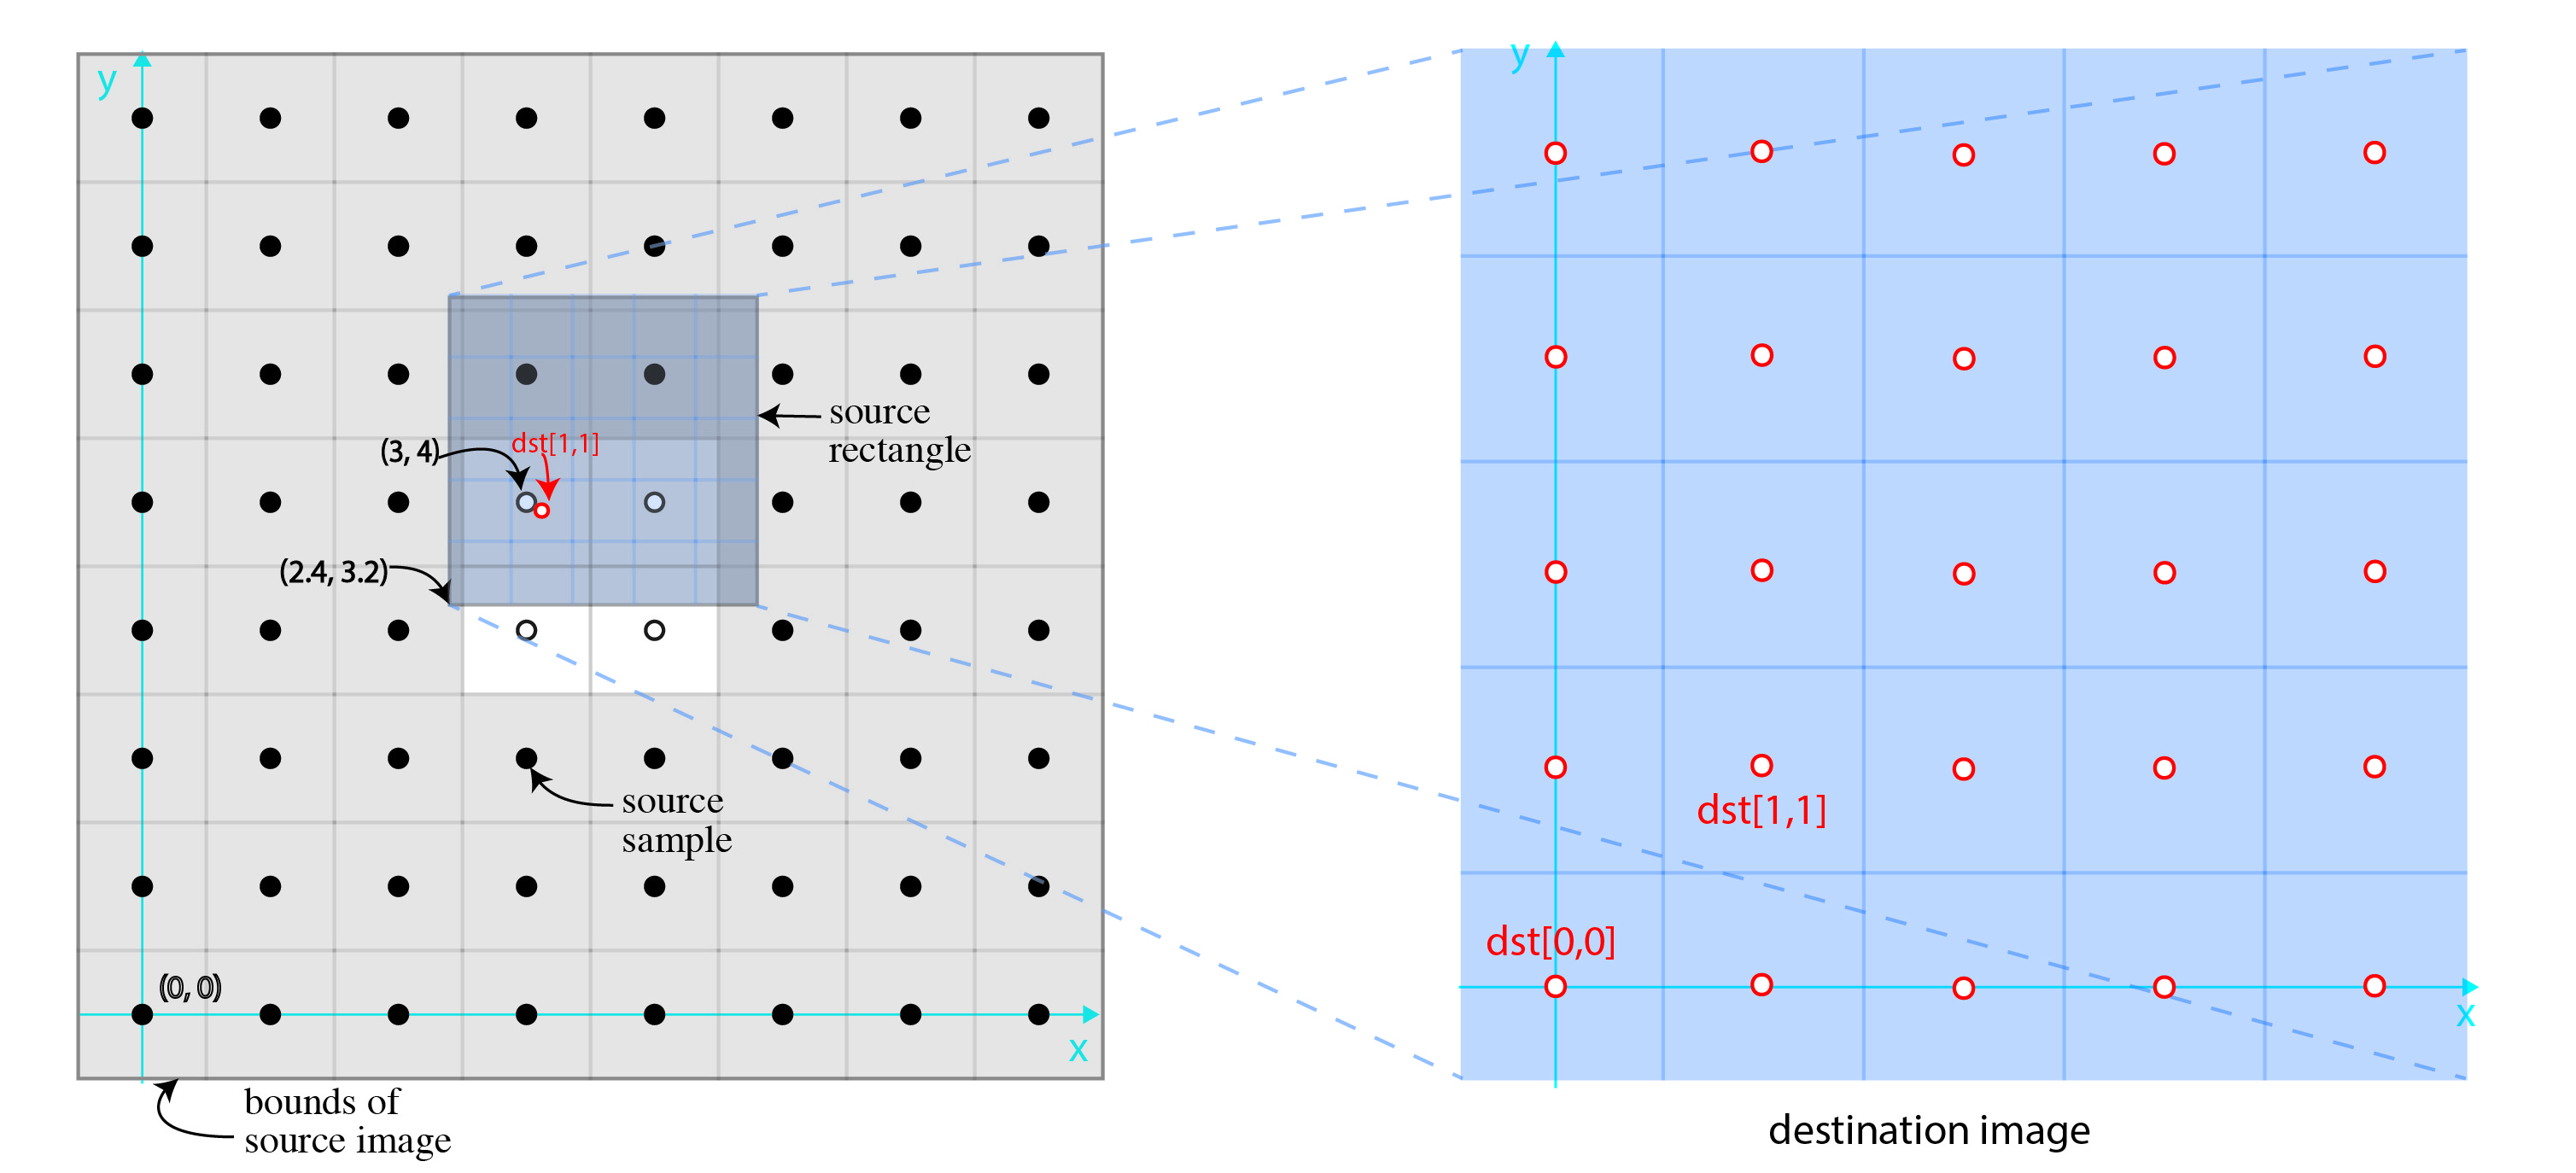 y
y
source
rectangle
(3, 4)
dst[1,1]
(2.4, 3.2)
source
sample
dst[1,1]
dst[0,0]
(0, 0)
x
x
bounds of
source image
destination image